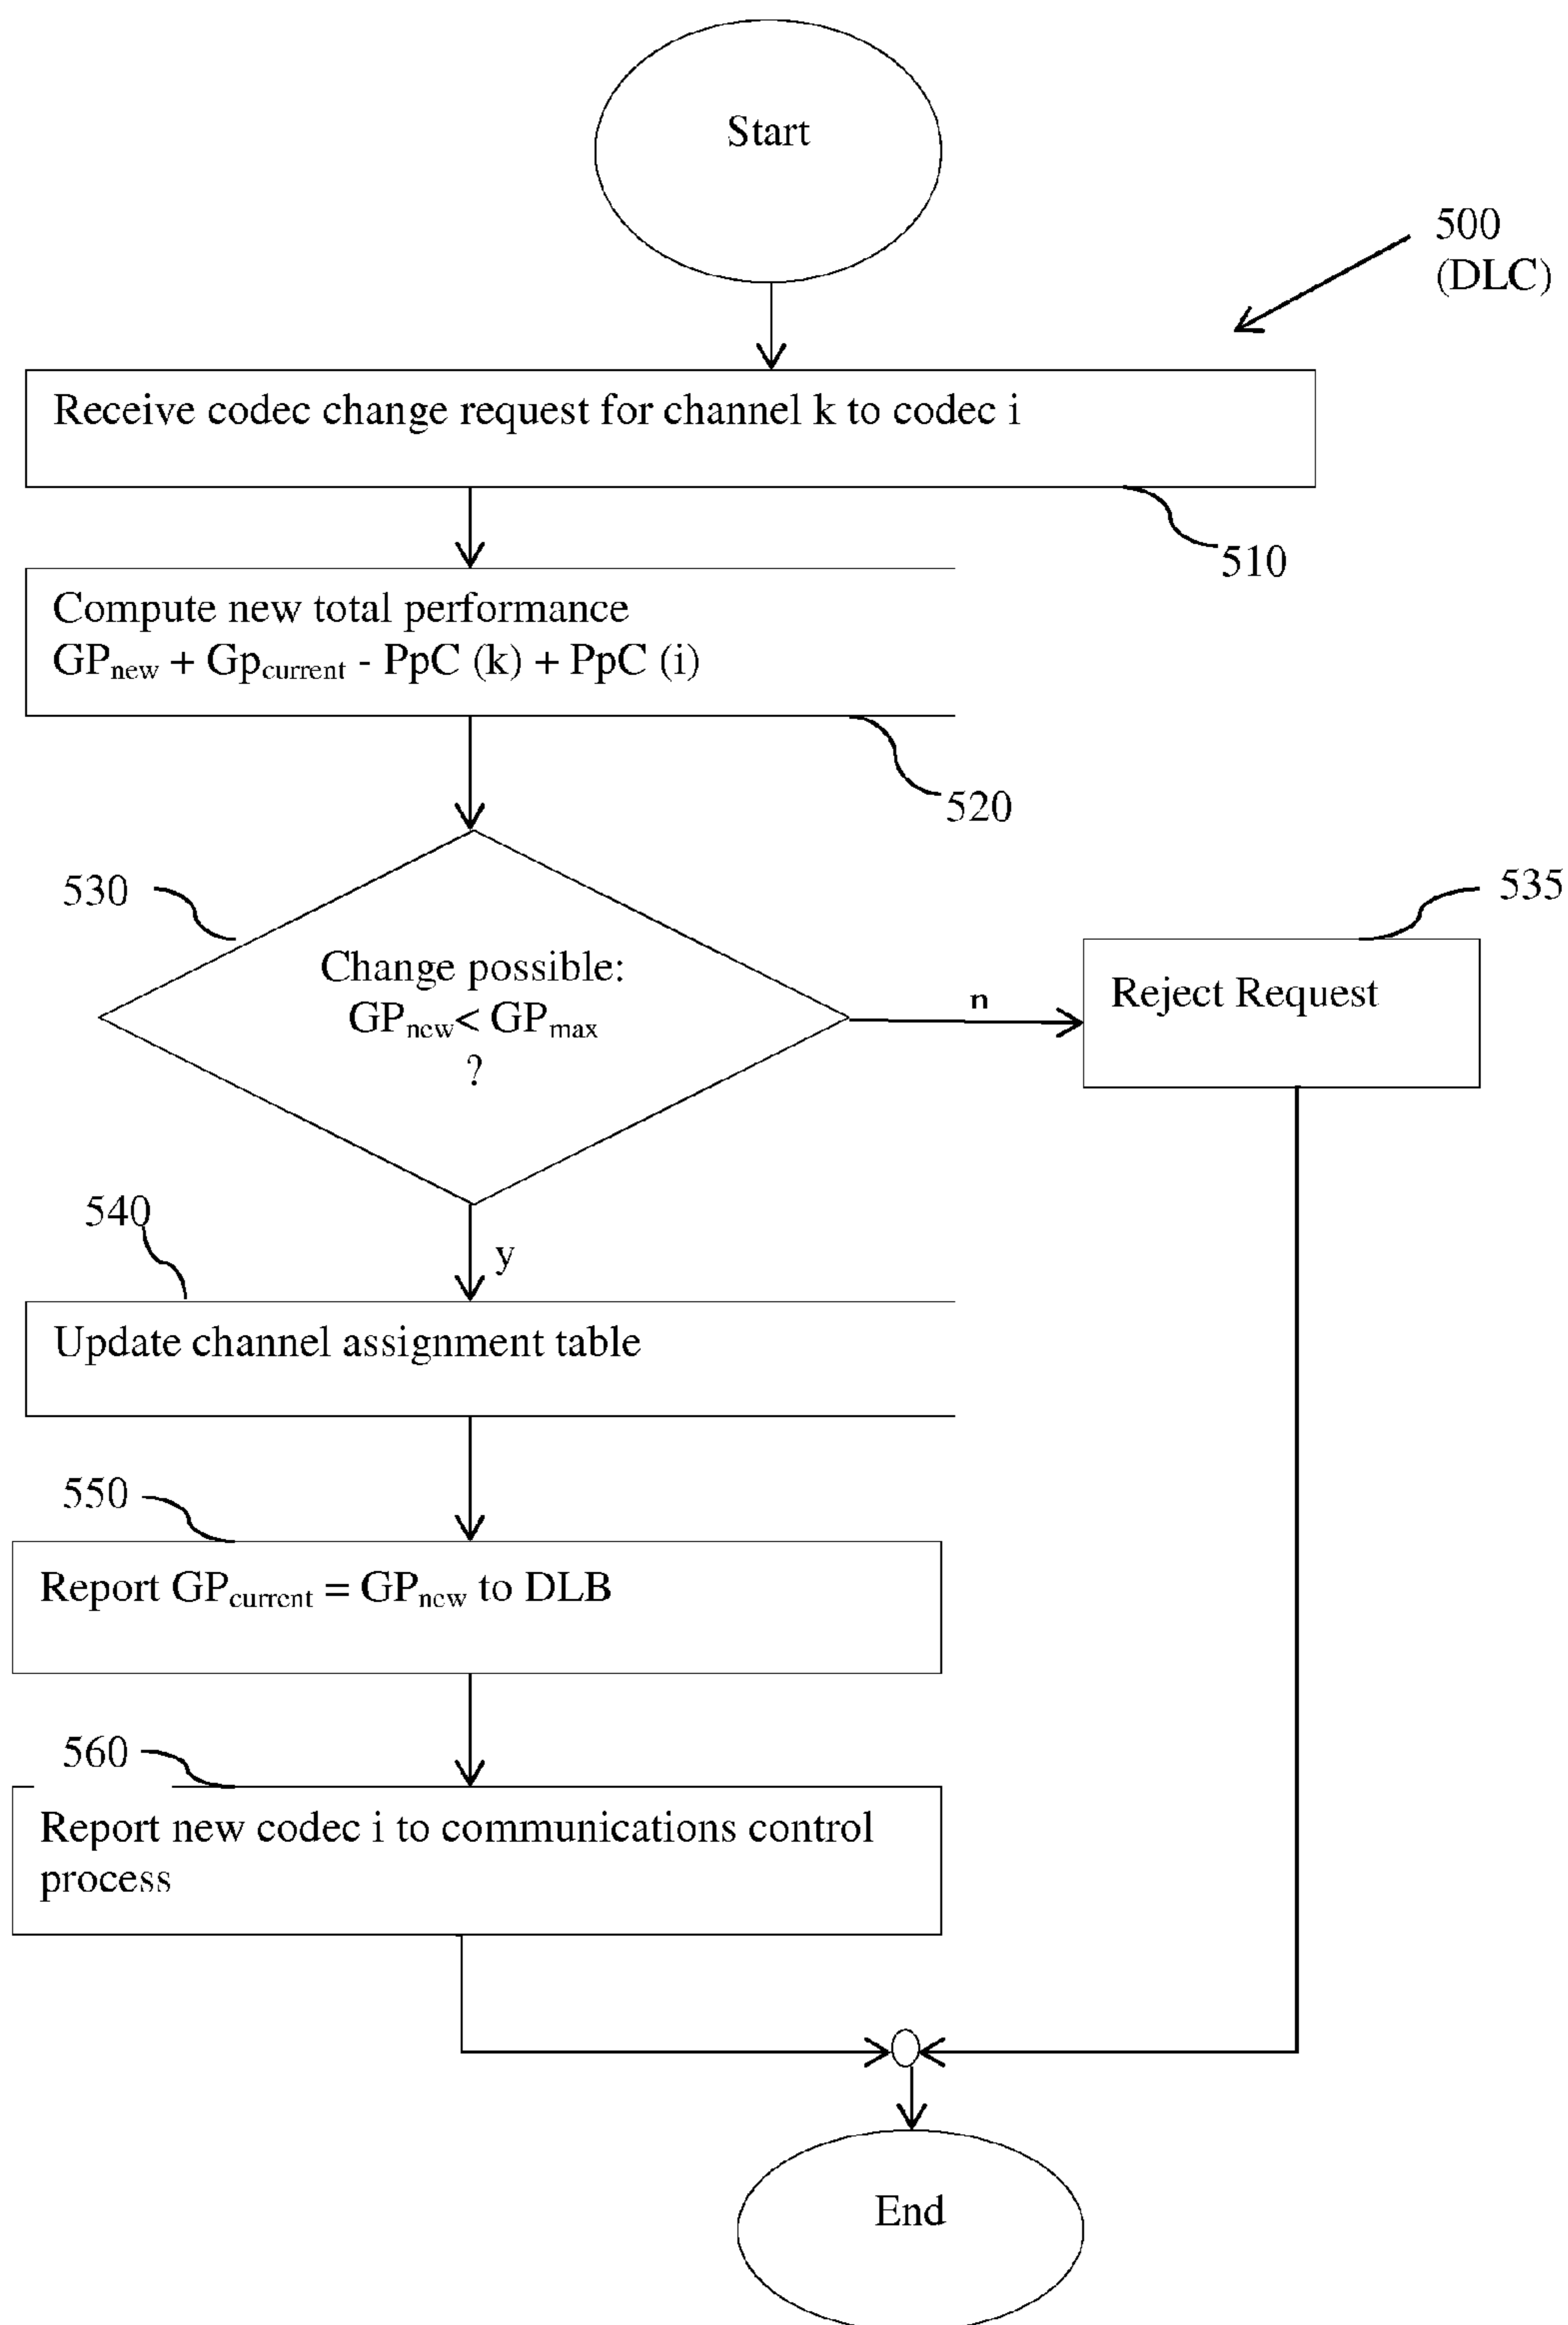 Start
500
(DLC)
Receive codec change request for channel k to codec i
510
Compute new total performance
GPnew + Gpcurrent - PpC (k) + PpC (i)
520
530
535
Change possible:
GPnew< GPmax
?
n
Reject Request
540
y
Update channel assignment table
550
Report GPcurrent = GPnew to DLB
560
Report new codec i to communications control
process
End